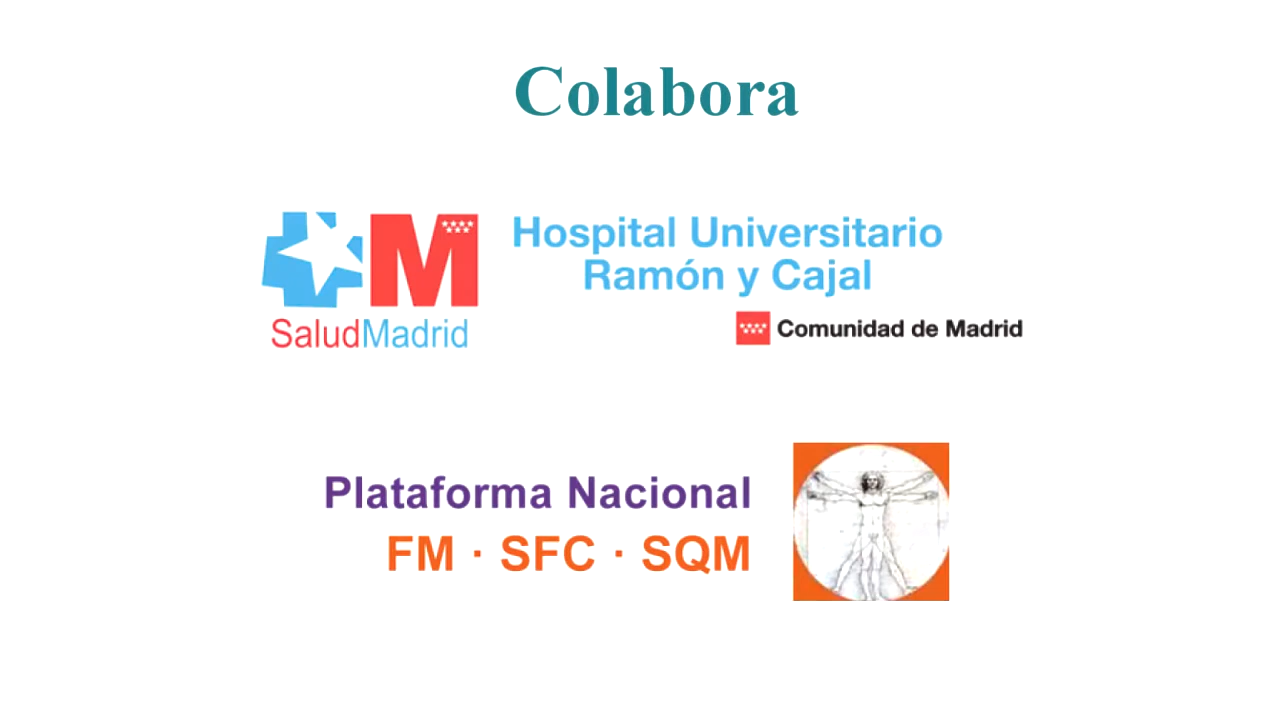 Colabora
Hospital Universitario
Ramón y Cajal
SaludMadrid
Comunidad de Madrid
Plataforma Nacional
FM · SFC · SQM